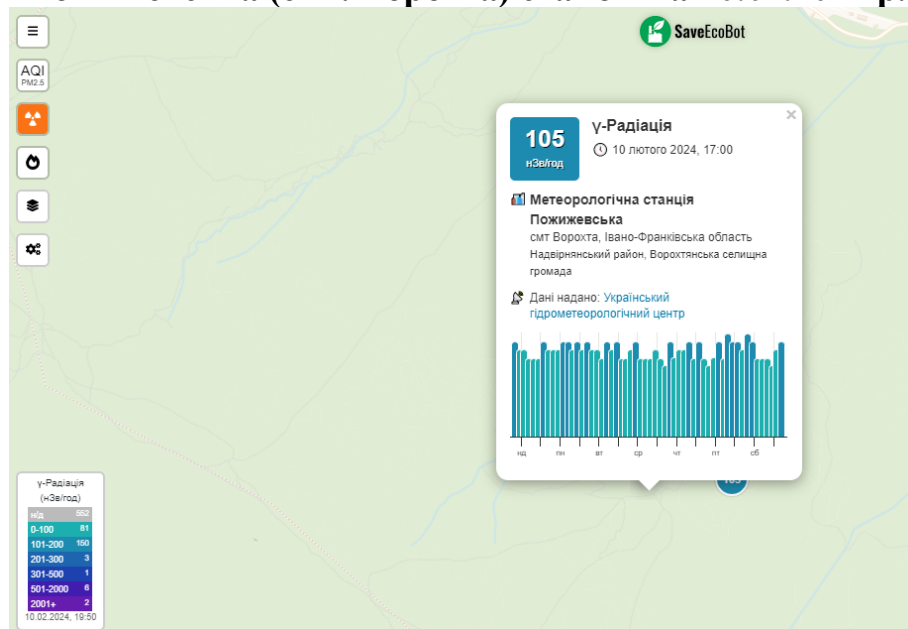 SaveEcoBot
AQI
PM2.5
105
нЗв/год
γ-Радіація
10 лютого 2024, 17:00
×
Метеорологічна станція
Пожижевська
смт Ворохта, Івано-Франківська область
Надвірнянський район, Ворохтянська селищна
громада
Дані надано: Український
гідрометеорологічний центр
нд пн вт ср чт пт сб
γ-Радіація
(нЗв/год)
н/д 552
0-100 81
101-200 150
201-300 3
301-500 1
501-2000 6
2001+ 2
10.02.2024, 19:50